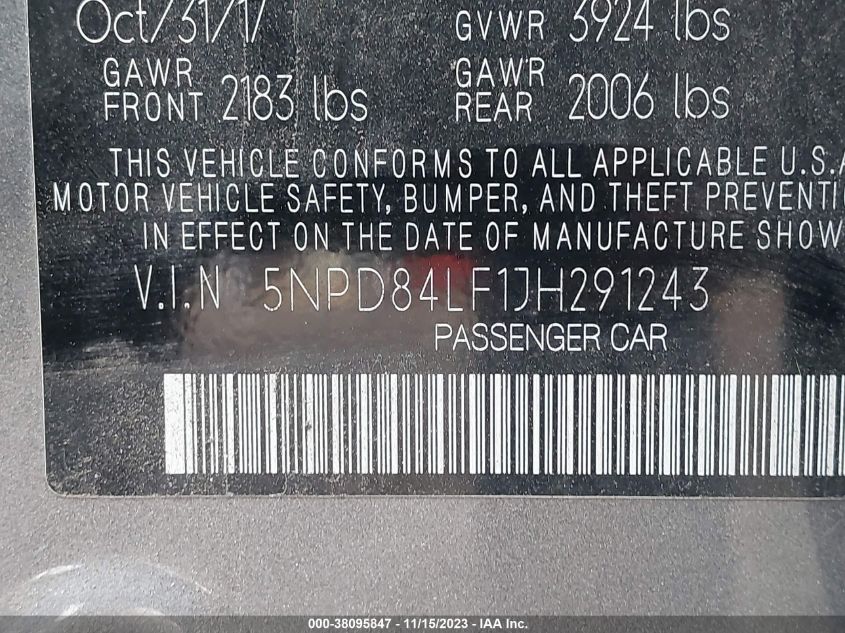 Oct/31/17 GVWR 3924 lbs
GAWR FRONT 2183 lbs GAWR REAR 2006 lbs
THIS VEHICLE CONFORMS TO ALL APPLICABLE U.S.A
MOTOR VEHICLE SAFETY, BUMPER, AND THEFT PREVENTI
IN EFFECT ON THE DATE OF MANUFACTURE SHOW
V.I.N 5NPD84LF1JH291243
PASSENGER CAR
000-38095847 - 11/15/2023 - IAA Inc.